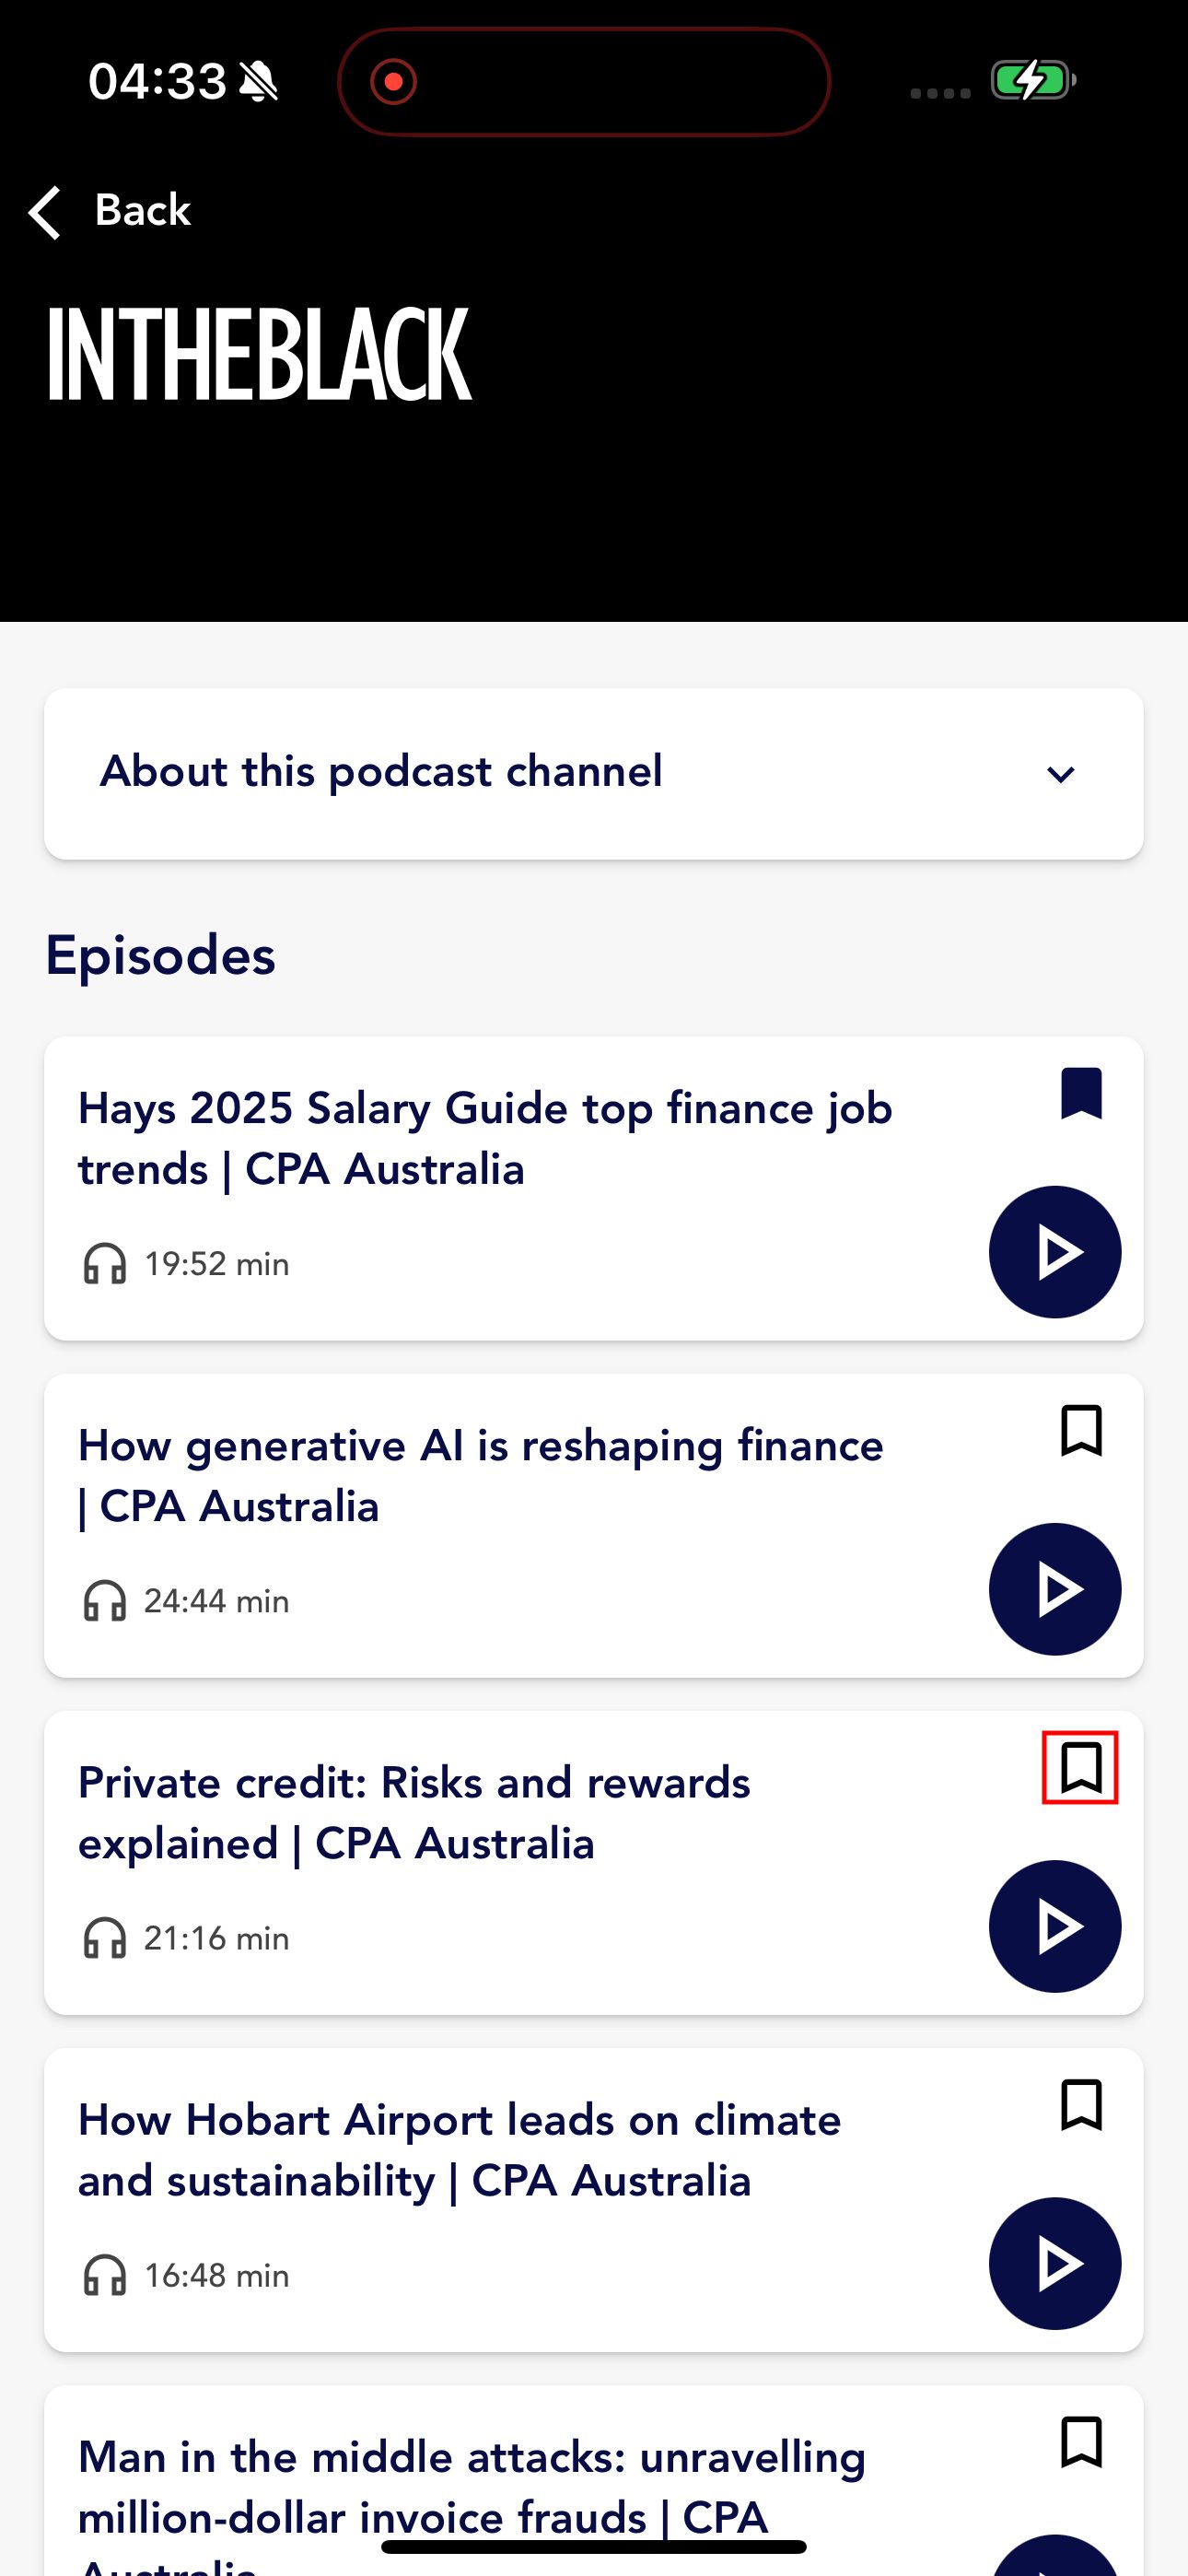 04:33
Back
INTHEBLACK
About this podcast channel
Episodes
Hays 2025 Salary Guide top finance job
trends | CPA Australia
19:52 min
How generative AI is reshaping finance
| CPA Australia
24:44 min
Private credit: Risks and rewards
explained | CPA Australia
21:16 min
How Hobart Airport leads on climate
and sustainability | CPA Australia
16:48 min
Man in the middle attacks: unravelling
million-dollar invoice frauds | CPA
Australia